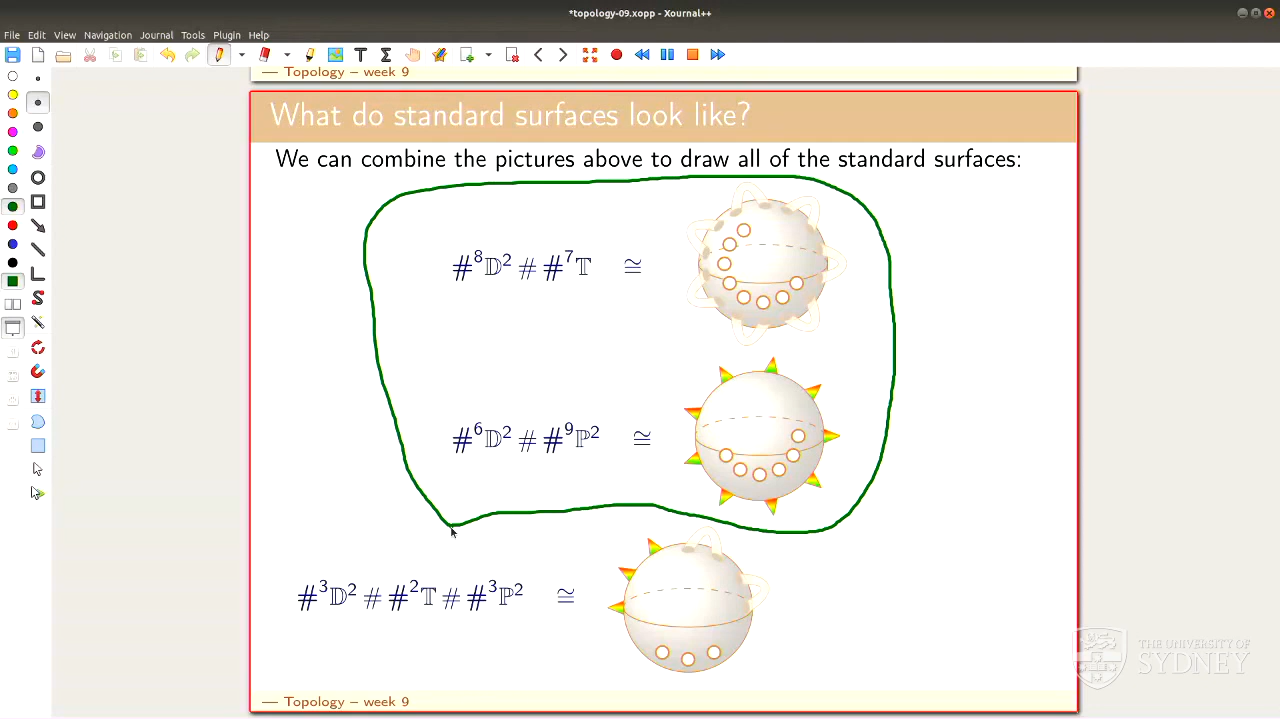 *topology-09.xopp - Xournal++
File Edit View Navigation Journal Tools Plugin Help
— Topology – week 9
What do standard surfaces look like?
We can combine the pictures above to draw all of the standard surfaces:
#⁸𝔻² # #⁷𝕋 ≅
#⁶𝔻² # #⁹ℙ² ≅
#³𝔻² # #²𝕋 # #³ℙ² ≅
THE UNIVERSITY OF
SYDNEY
— Topology – week 9